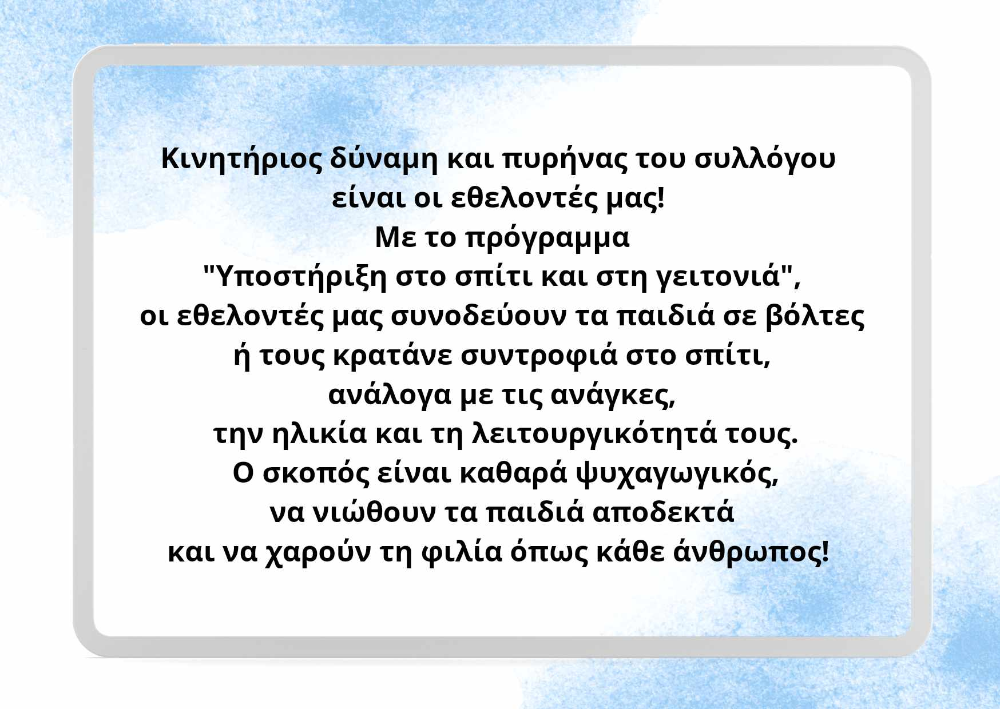 Κινητήριος δύναμη και πυρήνας του συλλόγου
είναι οι εθελοντές μας!
Με το πρόγραμμα
"Υποστήριξη στο σπίτι και στη γειτονιά",
οι εθελοντές μας συνοδεύουν τα παιδιά σε βόλτες
ή τους κρατάνε συντροφιά στο σπίτι,
ανάλογα με τις ανάγκες,
την ηλικία και τη λειτουργικότητά τους.
Ο σκοπός είναι καθαρά ψυχαγωγικός,
να νιώθουν τα παιδιά αποδεκτά
και να χαρούν τη φιλία όπως κάθε άνθρωπος!